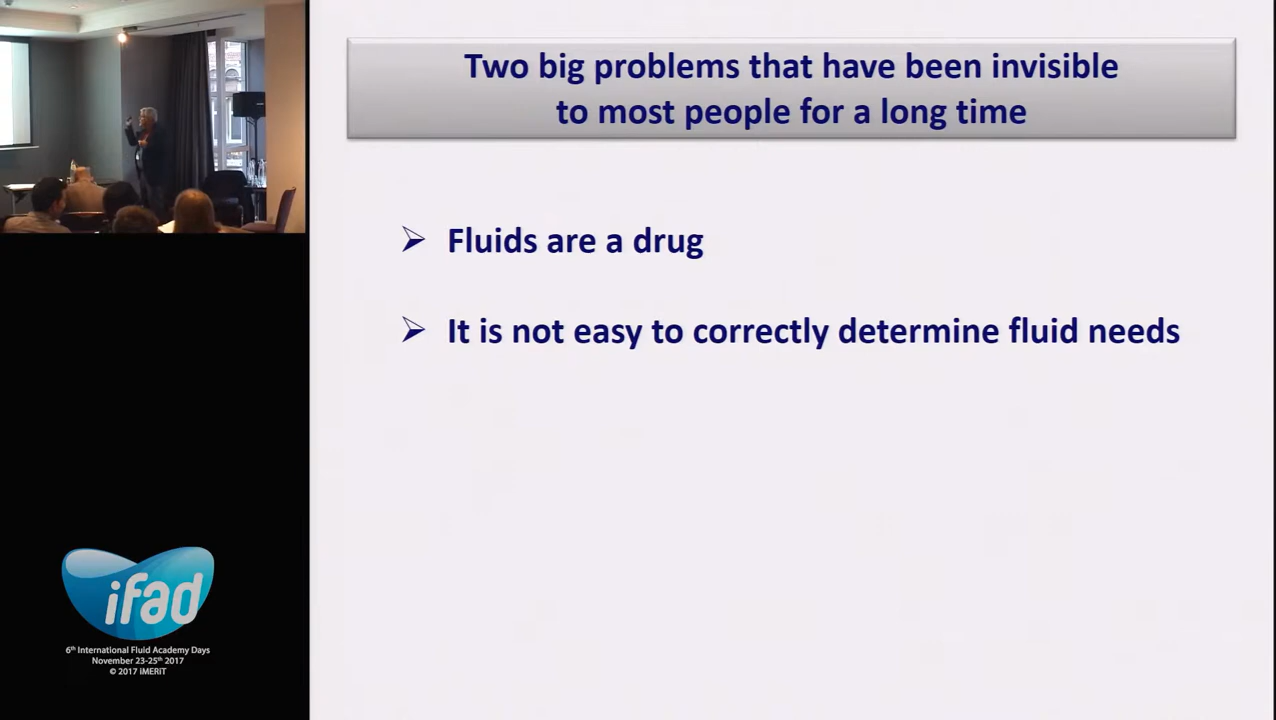 Two big problems that have been invisible
to most people for a long time
Fluids are a drug
It is not easy to correctly determine fluid needs
ifad
6th International Fluid Academy Days
November 23-25th 2017
© 2017 iMERiT